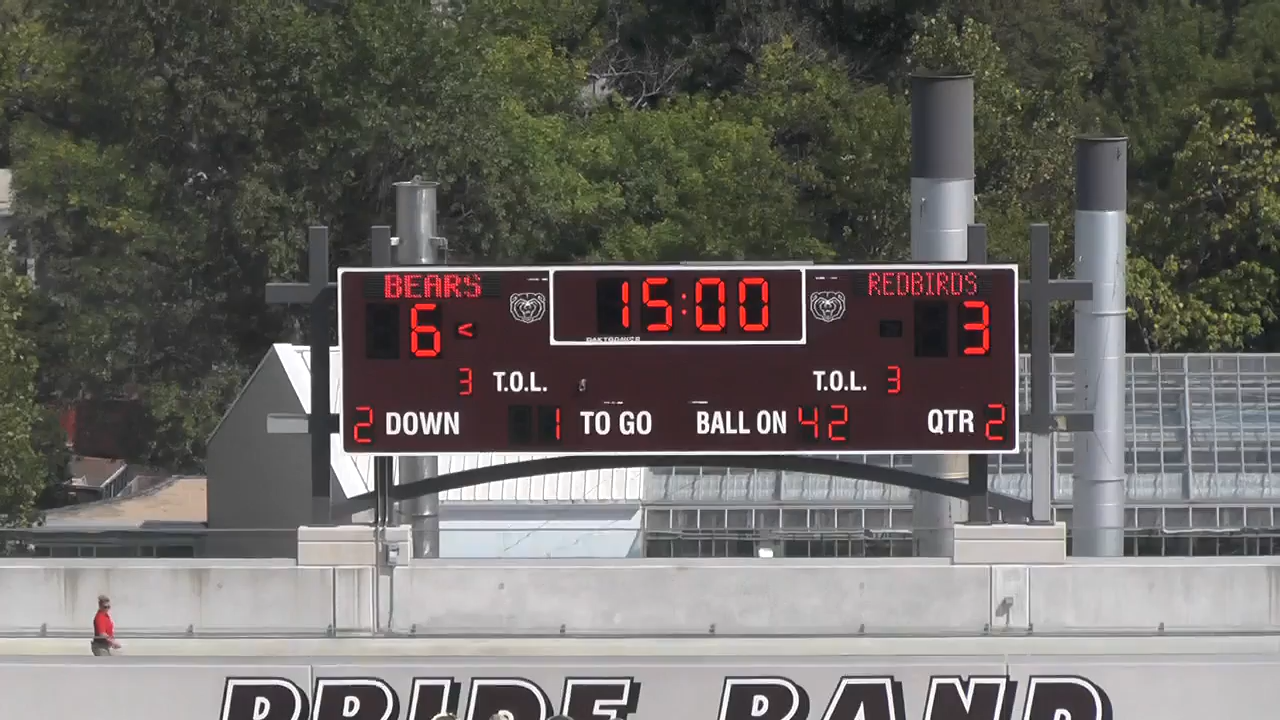 BEARS 15:00 REDBIRDS
6 < 3
3 T.O.L. T.O.L. 3
2 DOWN 1 TO GO BALL ON 42 QTR 2
PRIDE BAND